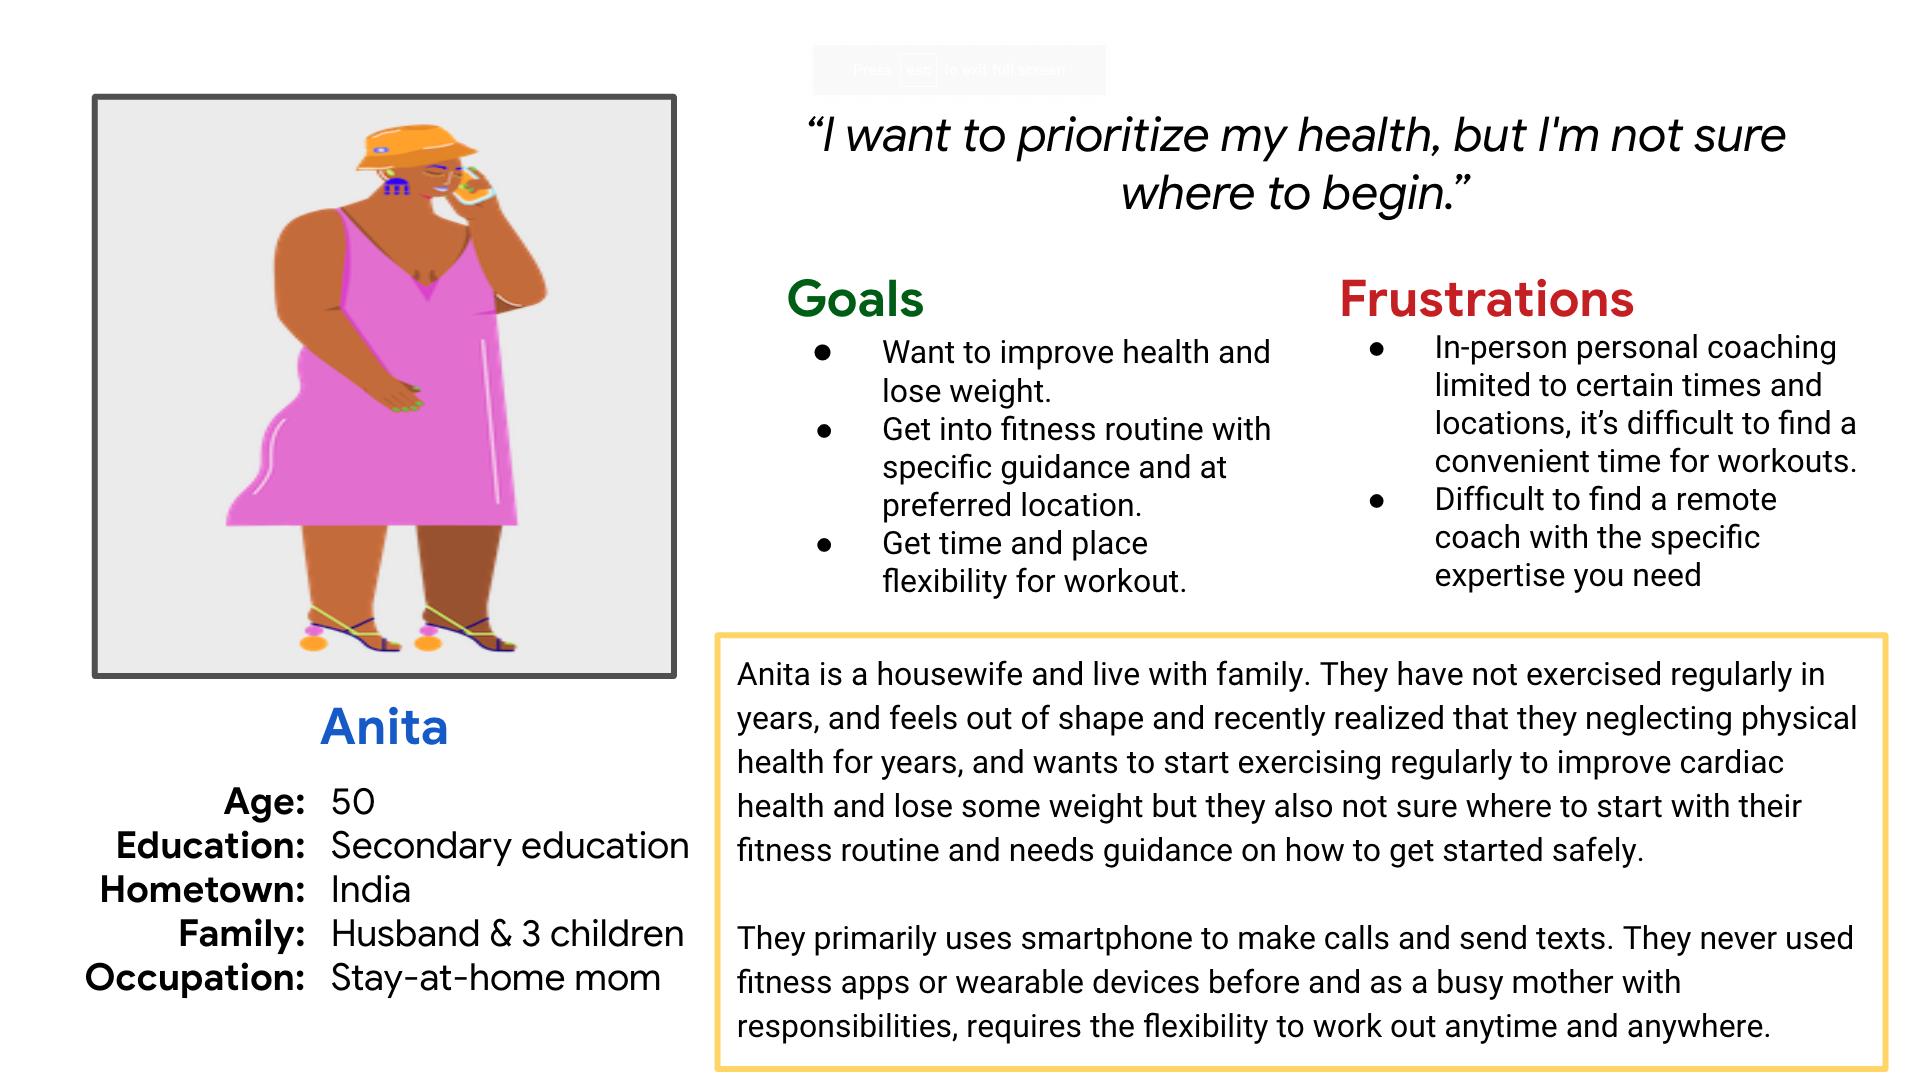 Press esc to exit full screen
“I want to prioritize my health, but I'm not sure
where to begin.”
Goals
● Want to improve health and
lose weight.
● Get into fitness routine with
specific guidance and at
preferred location.
● Get time and place
flexibility for workout.
Frustrations
● In-person personal coaching
limited to certain times and
locations, it’s difficult to find a
convenient time for workouts.
● Difficult to find a remote
coach with the specific
expertise you need
Anita
Age: 50
Education: Secondary education
Hometown: India
Family: Husband & 3 children
Occupation: Stay-at-home mom
Anita is a housewife and live with family. They have not exercised regularly in
years, and feels out of shape and recently realized that they neglecting physical
health for years, and wants to start exercising regularly to improve cardiac
health and lose some weight but they also not sure where to start with their
fitness routine and needs guidance on how to get started safely.
They primarily uses smartphone to make calls and send texts. They never used
fitness apps or wearable devices before and as a busy mother with
responsibilities, requires the flexibility to work out anytime and anywhere.